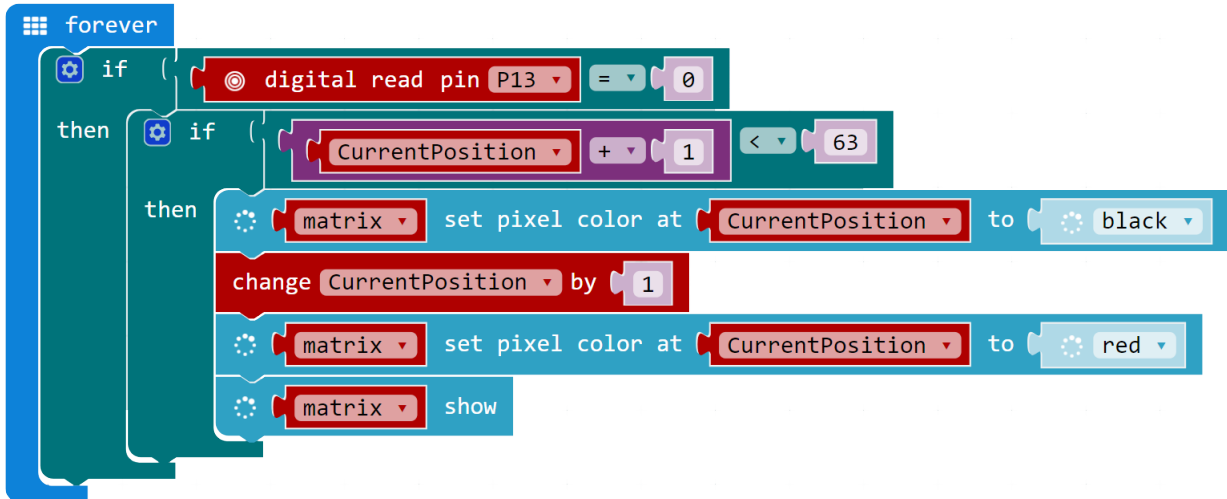 forever
if digital read pin P13 = 0
then if CurrentPosition + 1 < 63
then matrix set pixel color at CurrentPosition to black
change CurrentPosition by 1
matrix set pixel color at CurrentPosition to red
matrix show